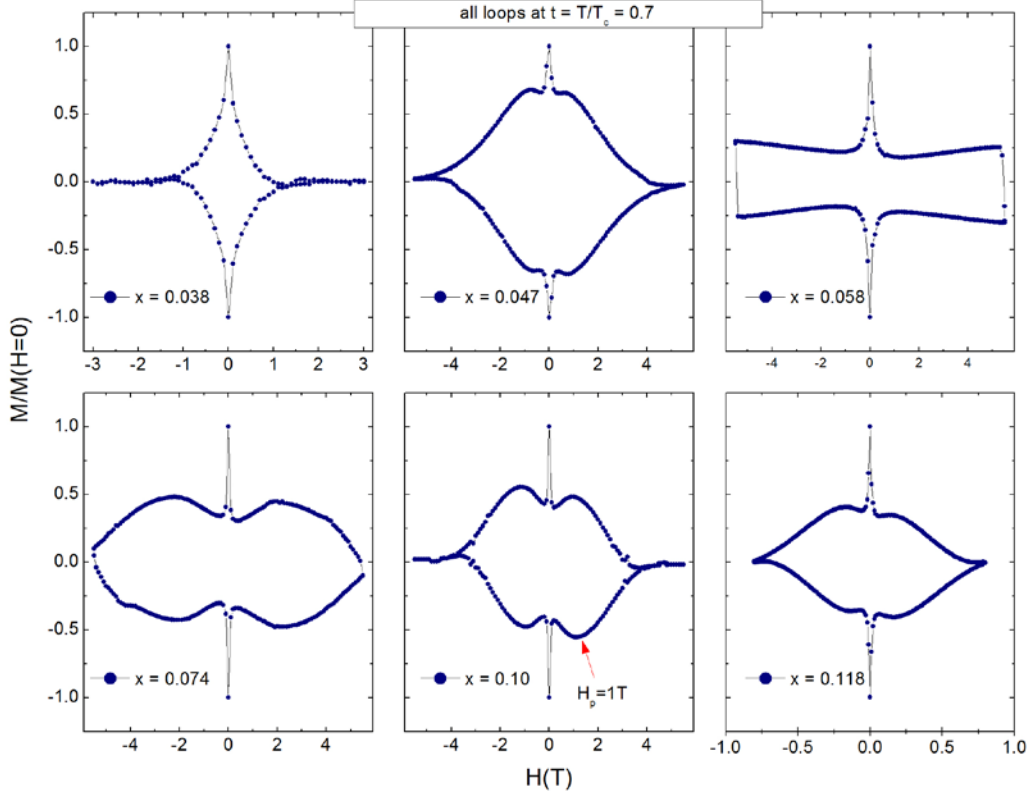 all loops at t = T/T_c = 0.7
M/M(H=0)
1.0
0.5
0.0
-0.5
-1.0
x = 0.038
-3 -2 -1 0 1 2 3
x = 0.047
-4 -2 0 2 4
x = 0.058
-4 -2 0 2 4
1.0
0.5
0.0
-0.5
-1.0
x = 0.074
-4 -2 0 2 4
x = 0.10
H_p=1T
-4 -2 0 2 4
x = 0.118
-1.0 -0.5 0.0 0.5 1.0
H(T)